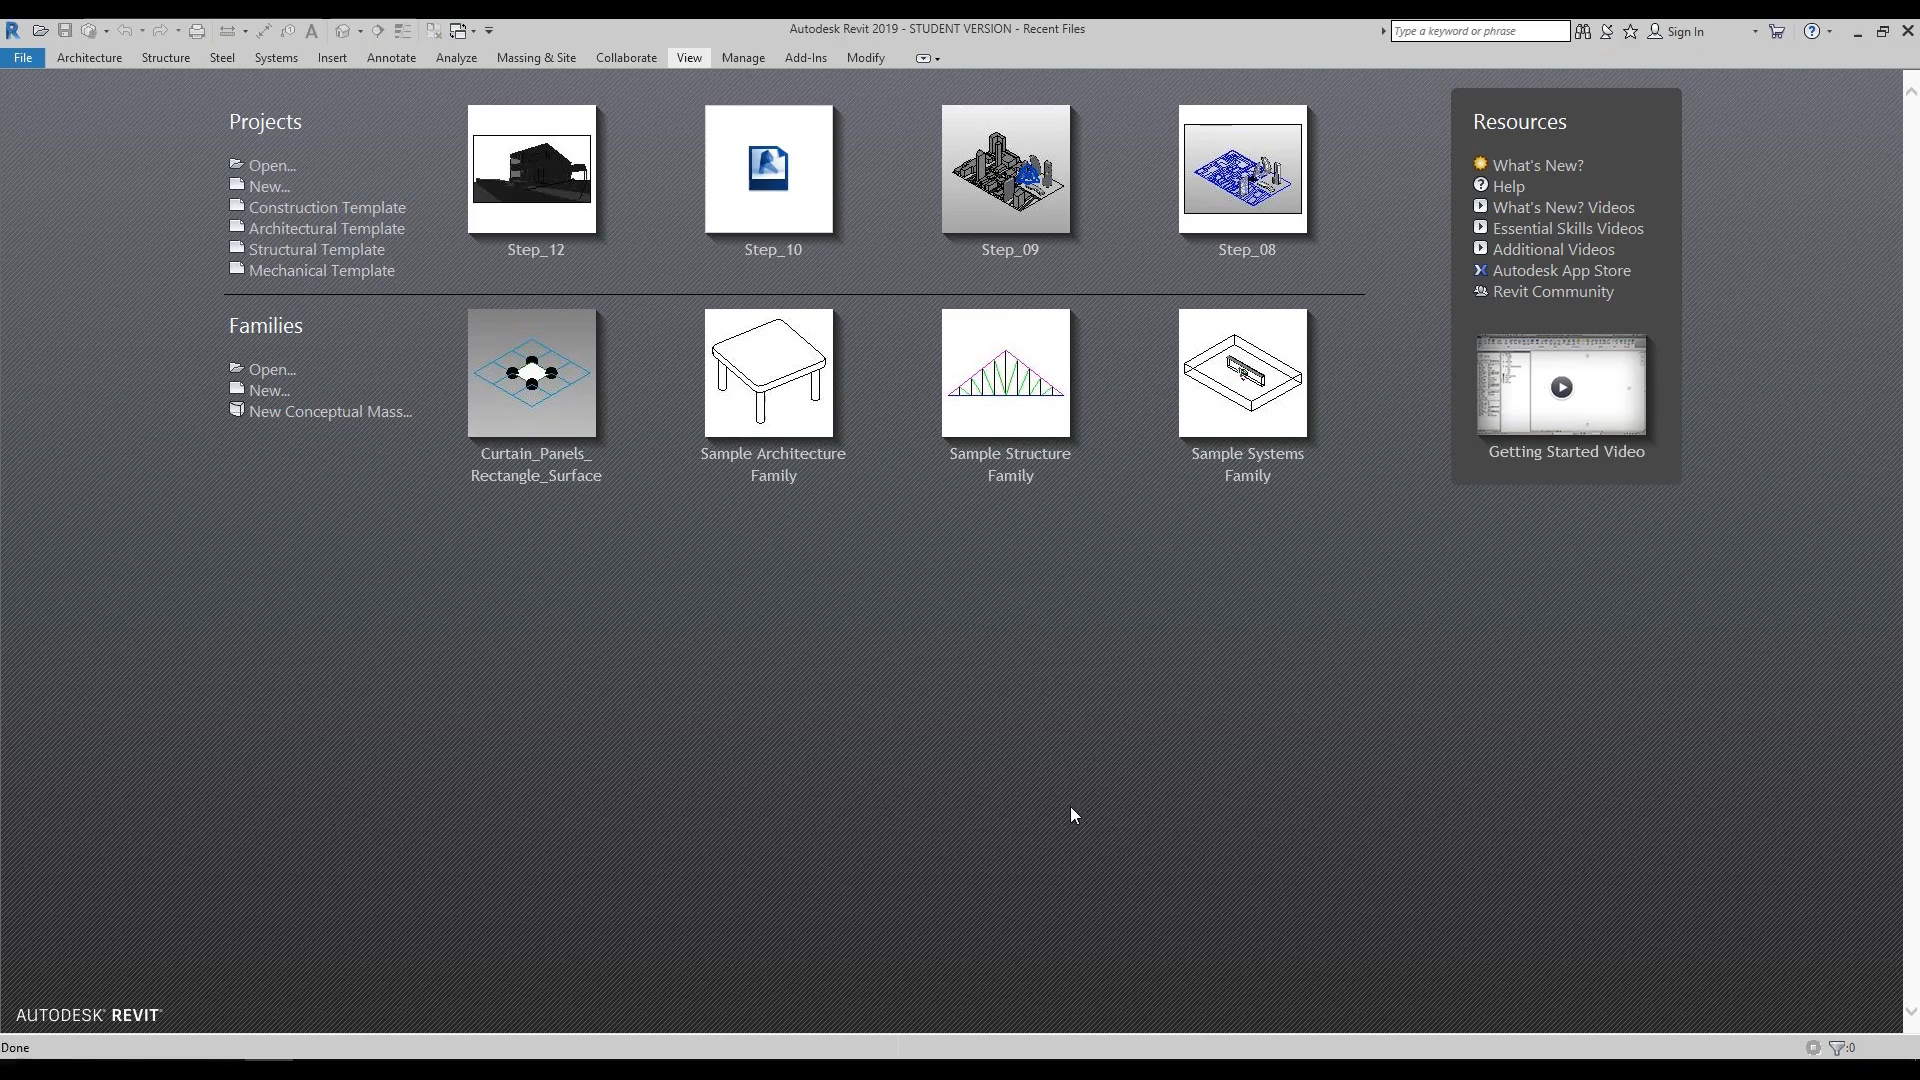 Autodesk Revit 2019 - STUDENT VERSION - Recent Files
Type a keyword or phrase
Sign In
File Architecture Structure Steel Systems Insert Annotate Analyze Massing & Site Collaborate View Manage Add-Ins Modify
Projects
Open...
New...
Construction Template
Architectural Template
Structural Template
Mechanical Template
Step_12
Step_10
Step_09
Step_08
Families
Open...
New...
New Conceptual Mass...
Curtain_Panels_
Rectangle_Surface
Sample Architecture
Family
Sample Structure
Family
Sample Systems
Family
Resources
What's New?
Help
What's New? Videos
Essential Skills Videos
Additional Videos
Autodesk App Store
Revit Community
Getting Started Video
AUTODESK® REVIT®
Done
:0